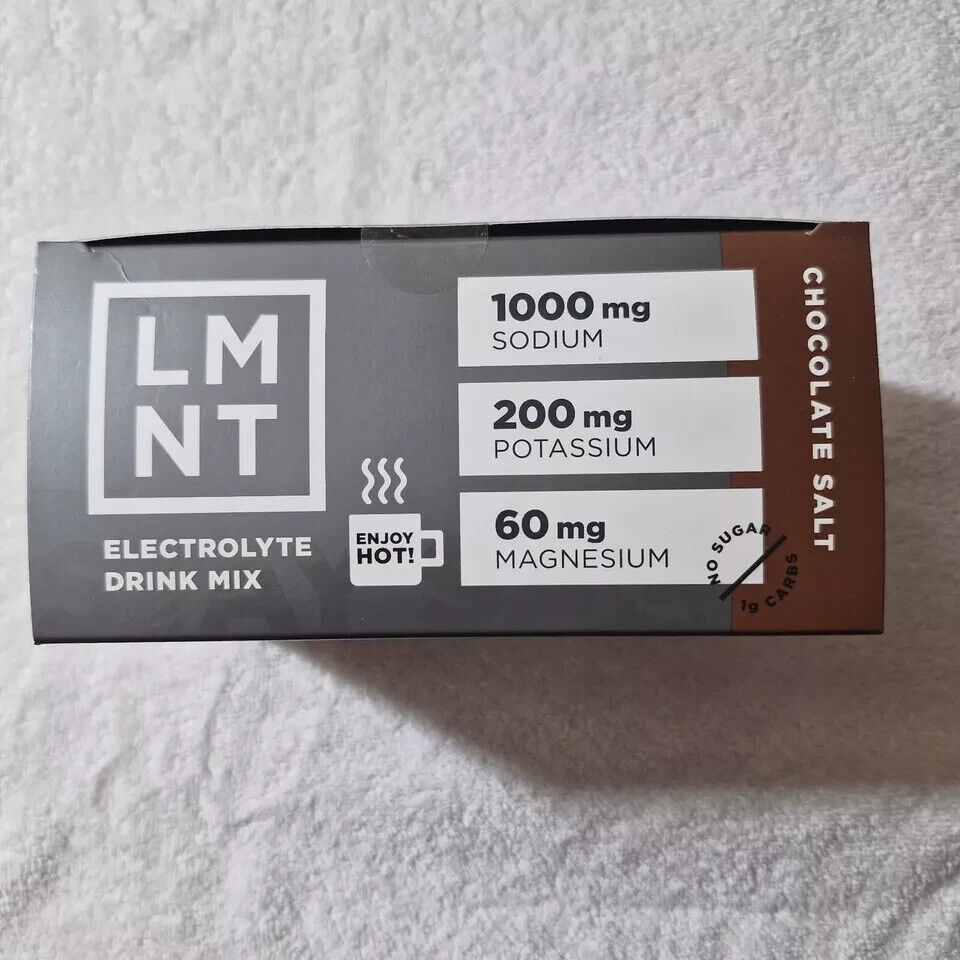 LM
NT
ELECTROLYTE
DRINK MIX
ENJOY
HOT!
1000 mg
SODIUM
200 mg
POTASSIUM
60 mg
MAGNESIUM
NO SUGAR
1g CARBS
CHOCOLATE SALT